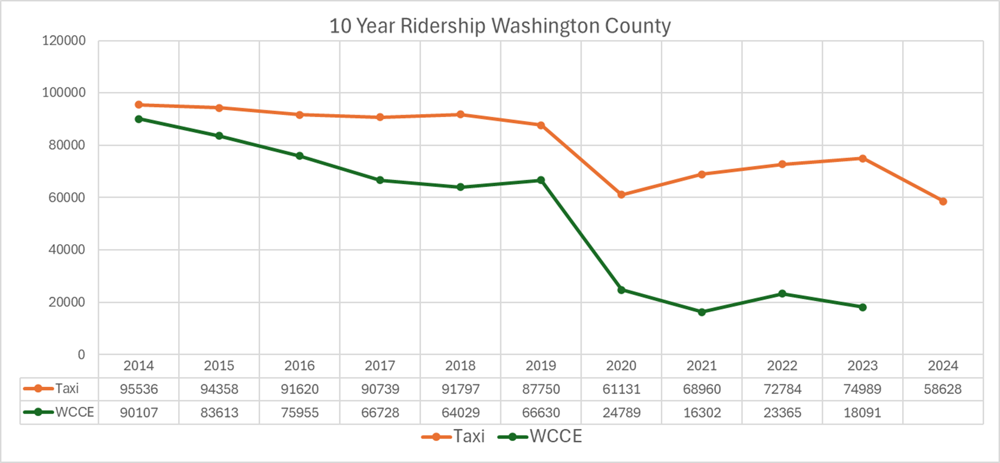 10 Year Ridership Washington County
120000
100000
80000
60000
40000
20000
0
2014 2015 2016 2017 2018 2019 2020 2021 2022 2023 2024
Taxi 95536 94358 91620 90739 91797 87750 61131 68960 72784 74989 58628
WCCE 90107 83613 75955 66728 64029 66630 24789 16302 23365 18091
Taxi WCCE